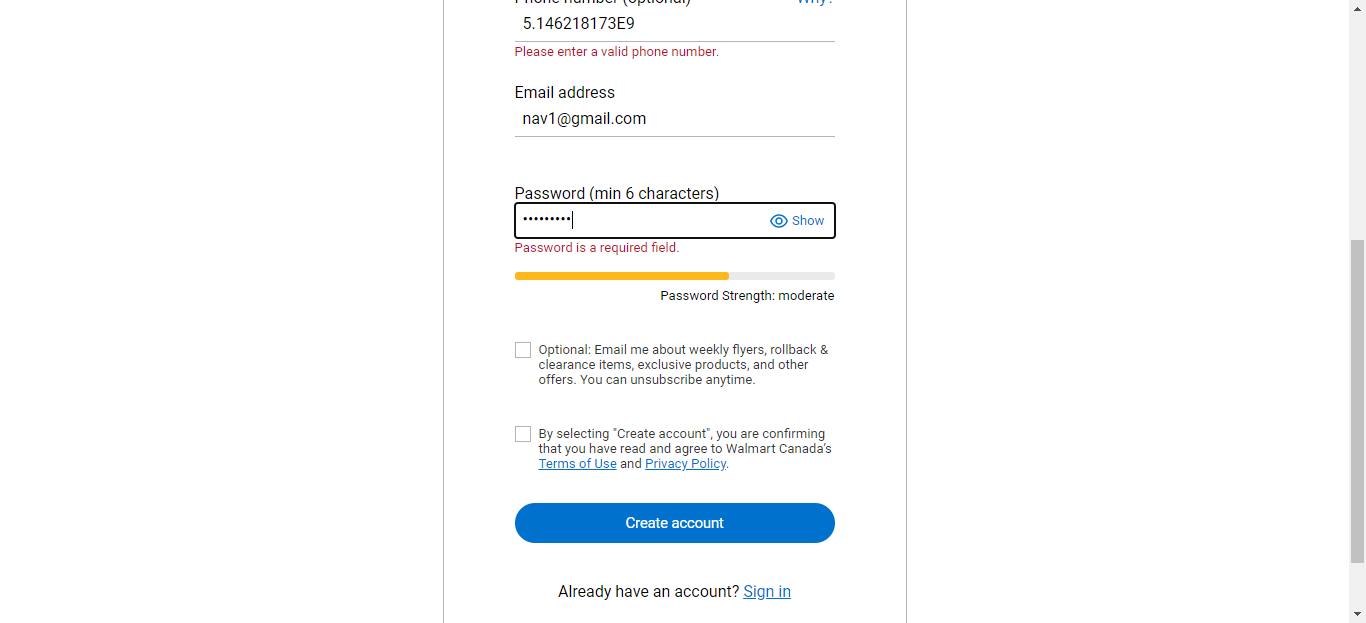 Phone number (optional) Why?
5.146218173E9
Please enter a valid phone number.
Email address
nav1@gmail.com
Password (min 6 characters)
••••••••• Show
Password is a required field.
Password Strength: moderate
Optional: Email me about weekly flyers, rollback &
clearance items, exclusive products, and other
offers. You can unsubscribe anytime.
By selecting "Create account", you are confirming
that you have read and agree to Walmart Canada's
Terms of Use and Privacy Policy.
Create account
Already have an account? Sign in